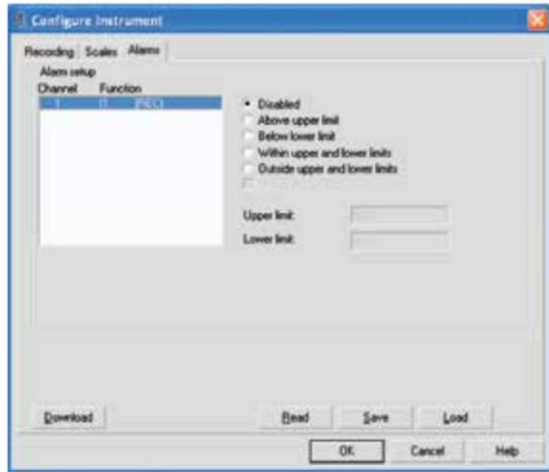 Configure Instrument
Recording Scales Alarms
Alarm setup
Channel Function
1
Disabled
Above upper limit
Below lower limit
Within upper and lower limits
Outside upper and lower limits
Upper limit:
Lower limit:
Download Read Save Load
OK Cancel Help